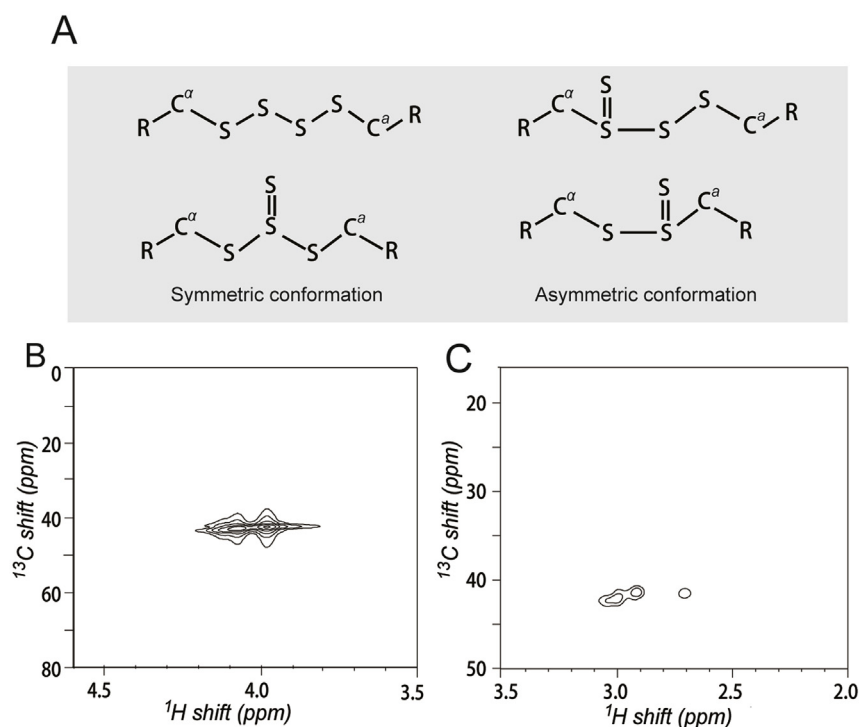 A
C^α S S S S C^a R R
C^α S S S S C^a R R
C^α S S S S C^a R R
C^α S S S C^a R R
Symmetric conformation
Asymmetric conformation
B
0
20
40
60
80
13C shift (ppm)
4.5 4.0 3.5
1H shift (ppm)
C
20
30
40
50
13C shift (ppm)
3.5 3.0 2.5 2.0
1H shift (ppm)